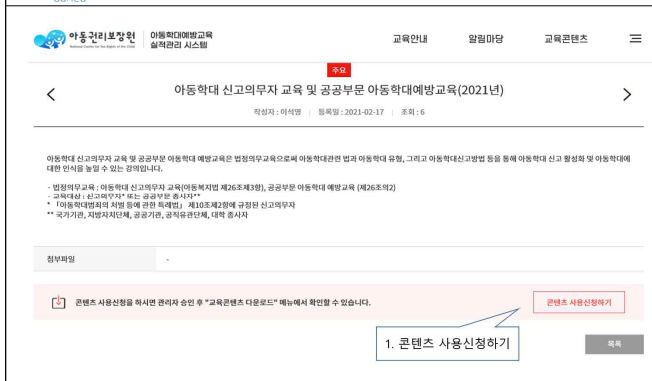 아동권리보장원
National Center for the Rights of the Child
아동학대예방교육
실적관리 시스템
교육안내
알림마당
교육콘텐츠
주요
아동학대 신고의무자 교육 및 공공부문 아동학대예방교육(2021년)
작성자 : 이석영 | 등록일 : 2021-02-17 | 조회 : 6
아동학대 신고의무자 교육 및 공공부문 아동학대 예방교육은 법정의무교육으로써 아동학대관련 법과 아동학대 유형, 그리고 아동학대신고방법 등을 통해 아동학대 신고 활성화 및 아동학대에
대한 인식을 높일 수 있는 강의입니다.
- 법정의무교육 : 아동학대 신고의무자 교육(아동복지법 제26조제3항), 공공부문 아동학대 예방교육 (제26조의2)
- 교육대상 : 신고의무자* 또는 공공부문 종사자**
* 「아동학대범죄의 처벌 등에 관한 특례법」 제10조제2항에 규정된 신고의무자
** 국가기관, 지방자치단체, 공공기관, 공직유관단체, 대학 종사자
첨부파일
-
콘텐츠 사용신청을 하시면 관리자 승인 후 "교육콘텐츠 다운로드" 메뉴에서 확인할 수 있습니다.
콘텐츠 사용신청하기
1. 콘텐츠 사용신청하기
목록